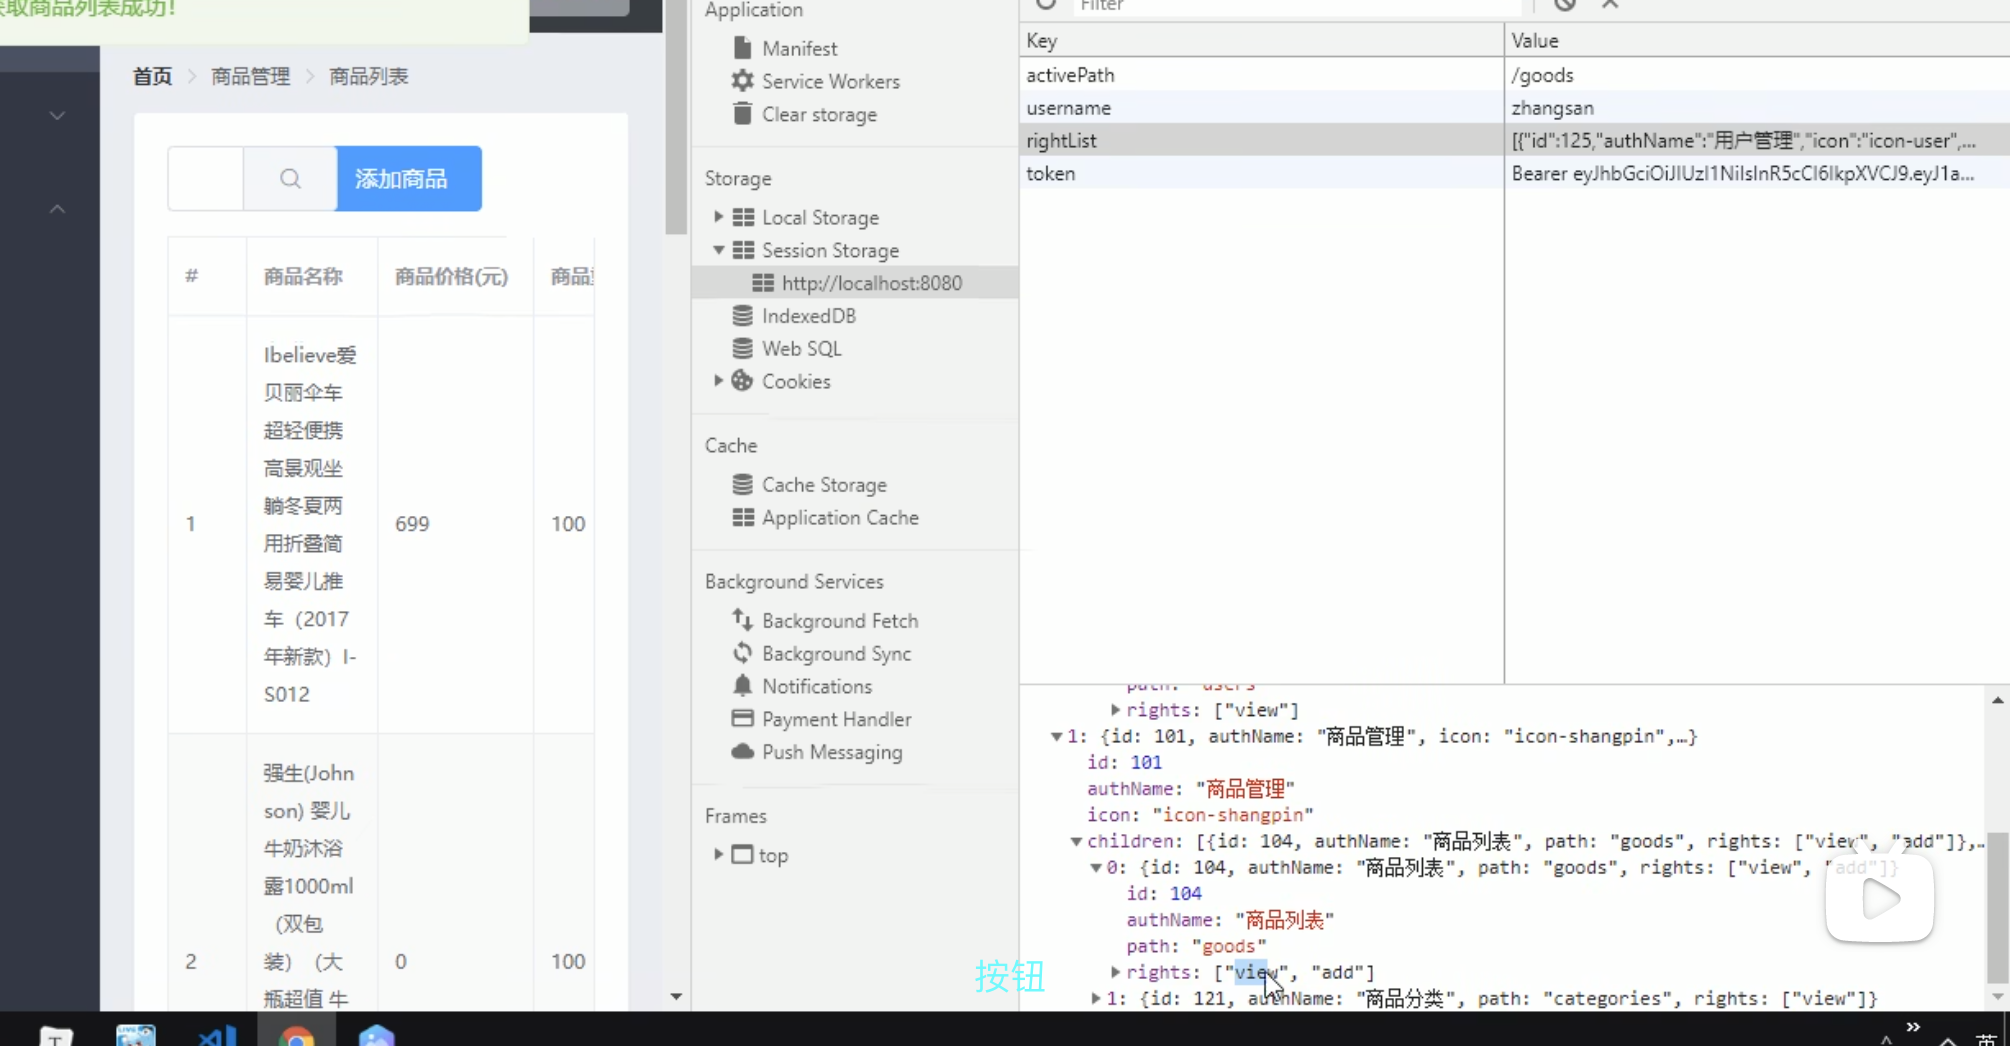 获取商品列表成功!
首页 > 商品管理 > 商品列表
添加商品
# 商品名称 商品价格(元)
1
Ibelieve爱
贝丽伞车
超轻便携
高景观坐
躺冬夏两
用折叠简
易婴儿推
车（2017
年新款）I-
S012
699
100
2
强生(John
son) 婴儿
牛奶沐浴
露1000ml
（双包
装）（大
瓶超值 牛
0
100
Application
Manifest
Service Workers
Clear storage
Storage
Local Storage
Session Storage
http://localhost:8080
IndexedDB
Web SQL
Cookies
Cache
Cache Storage
Application Cache
Background Services
Background Fetch
Background Sync
Notifications
Payment Handler
Push Messaging
Frames
top
Filter
Key Value
activePath /goods
username zhangsan
rightList [{"id":125,"authName":"用户管理","icon":"icon-user",...
token Bearer eyJhbGciOiJIUzI1NiIsInR5cCI6IkpXVCJ9.eyJ1a...
path: "users"
rights: ["view"]
1: {id: 101, authName: "商品管理", icon: "icon-shangpin",…}
id: 101
authName: "商品管理"
icon: "icon-shangpin"
children: [{id: 104, authName: "商品列表", path: "goods", rights: ["view", "add"]},…
0: {id: 104, authName: "商品列表", path: "goods", rights: ["view", "add"]}
id: 104
authName: "商品列表"
path: "goods"
rights: ["view", "add"]
1: {id: 121, authName: "商品分类", path: "categories", rights: ["view"]}
按钮
英